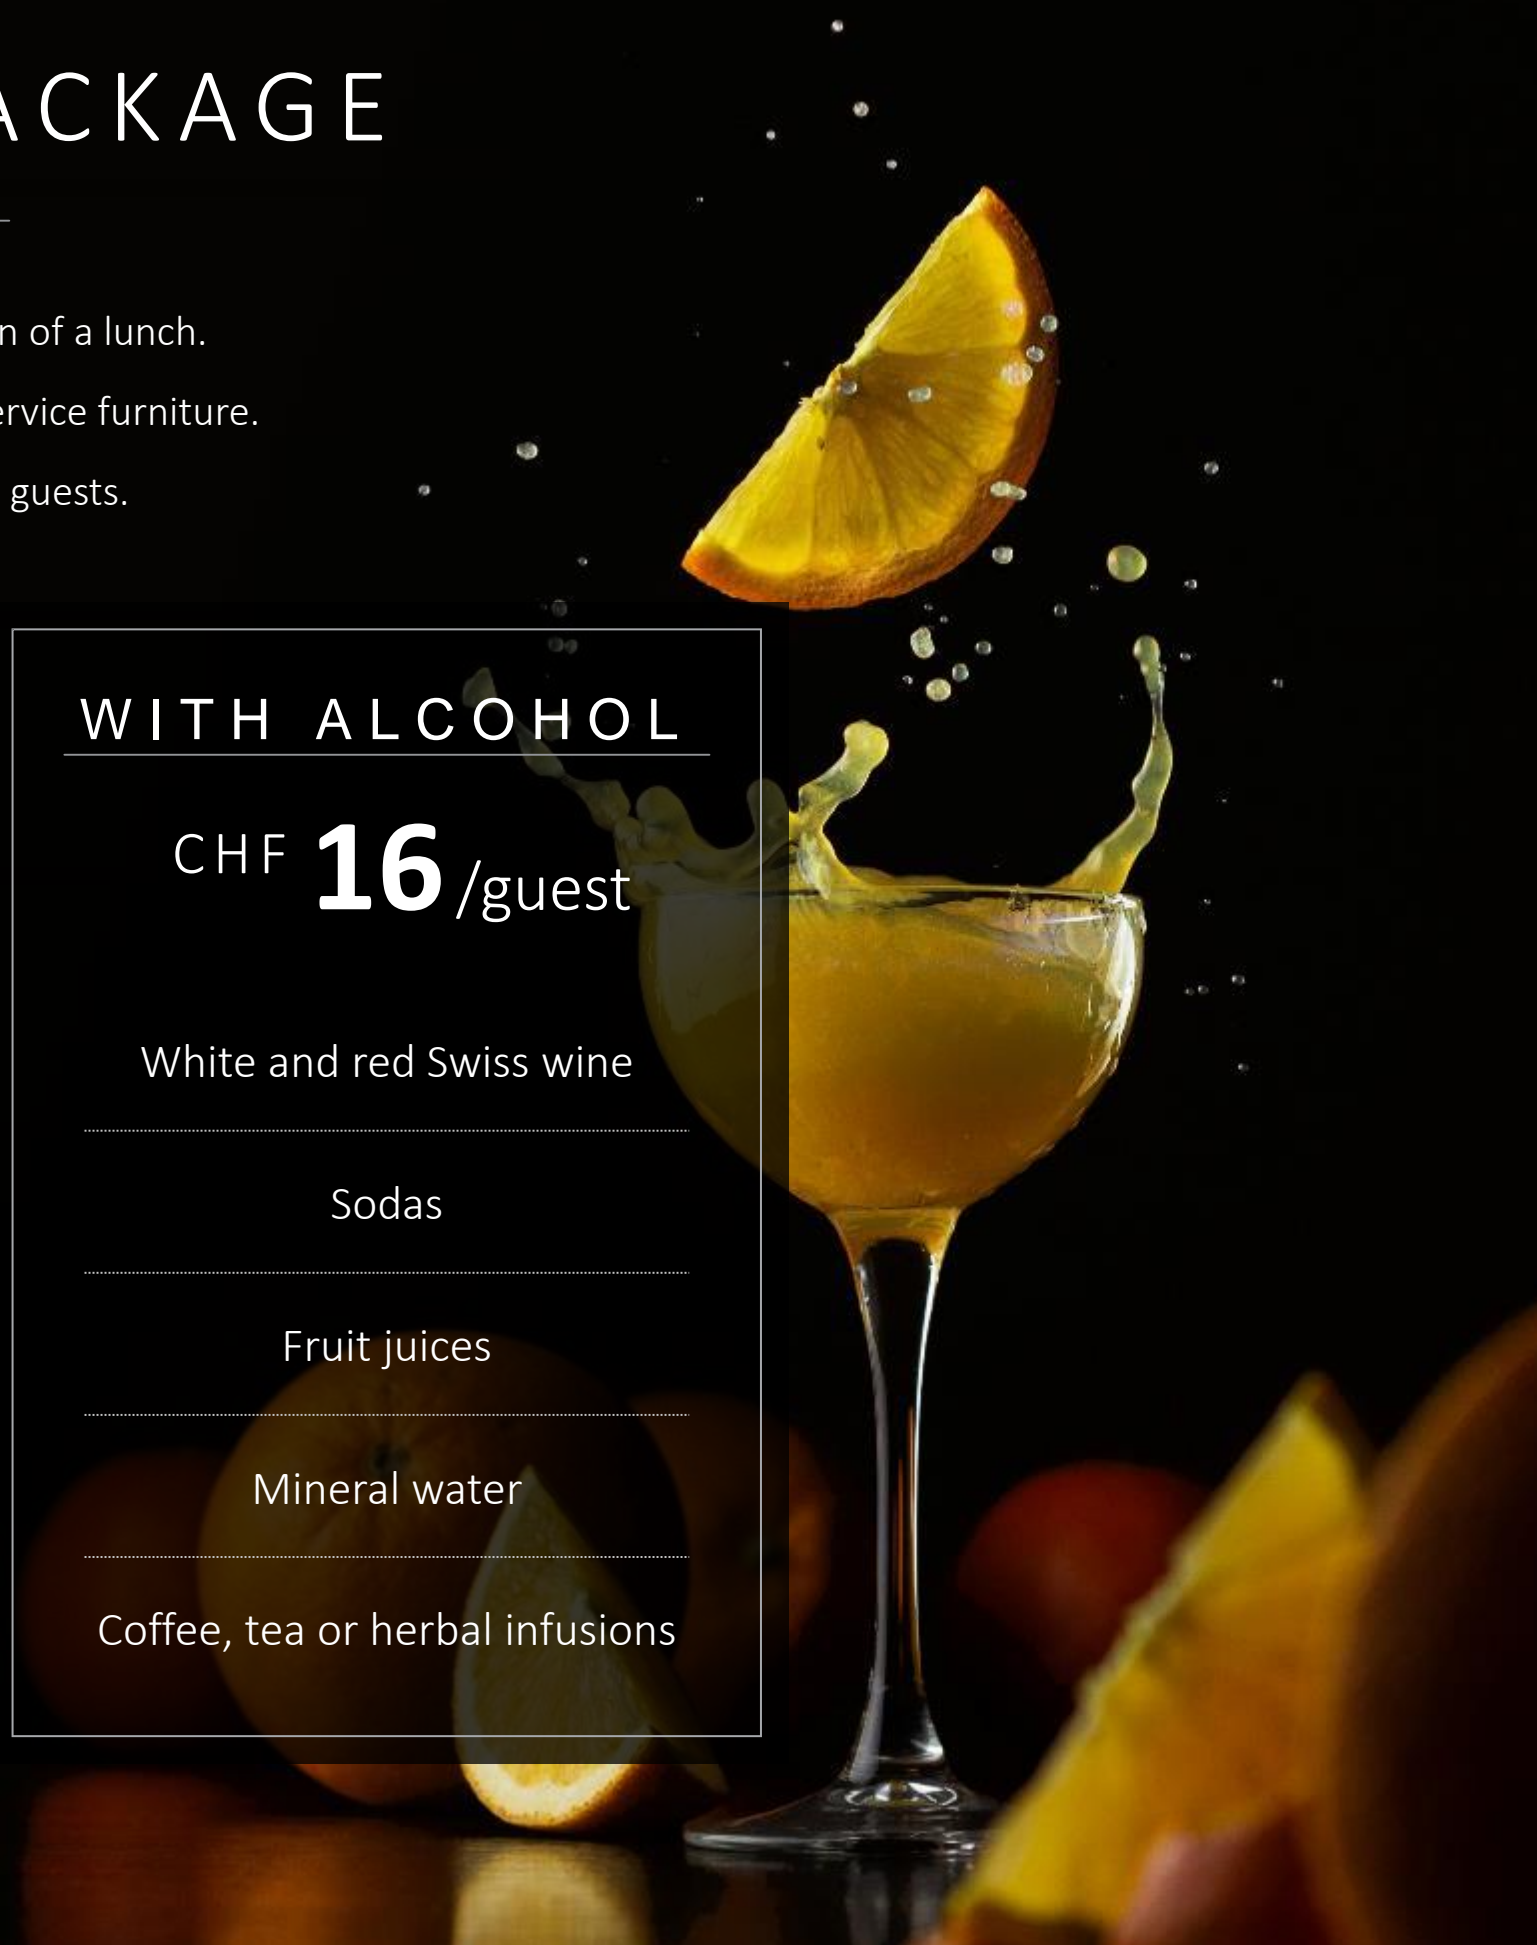 ACKAGE
n of a lunch.
ervice furniture.
guests.
WITH ALCOHOL
CHF 16 /guest
White and red Swiss wine
Sodas
Fruit juices
Mineral water
Coffee, tea or herbal infusions